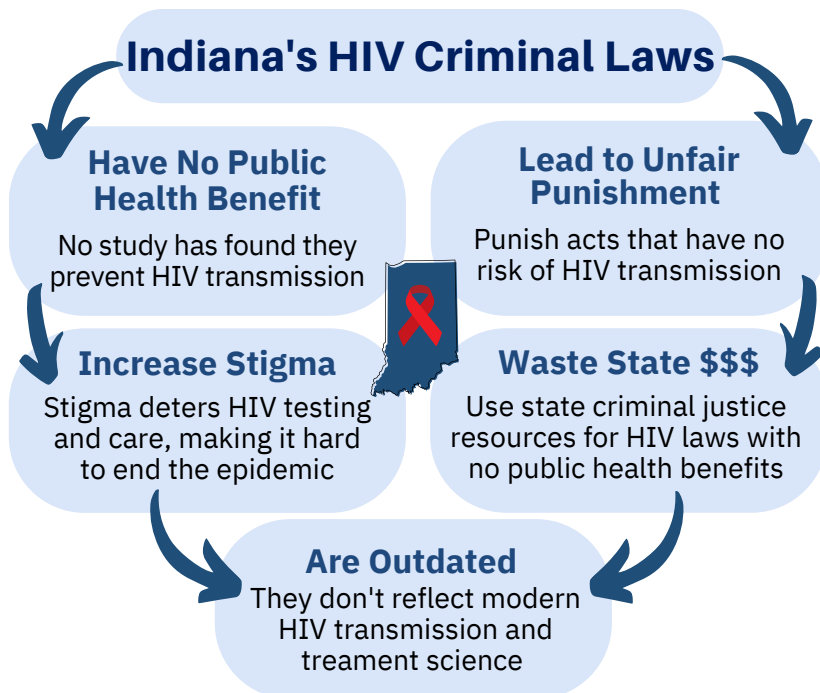 Indiana's HIV Criminal Laws
Have No Public
Health Benefit
No study has found they
prevent HIV transmission
Lead to Unfair
Punishment
Punish acts that have no
risk of HIV transmission
Increase Stigma
Stigma deters HIV testing
and care, making it hard
to end the epidemic
Waste State $$$
Use state criminal justice
resources for HIV laws with
no public health benefits
Are Outdated
They don't reflect modern
HIV transmission and
treament science